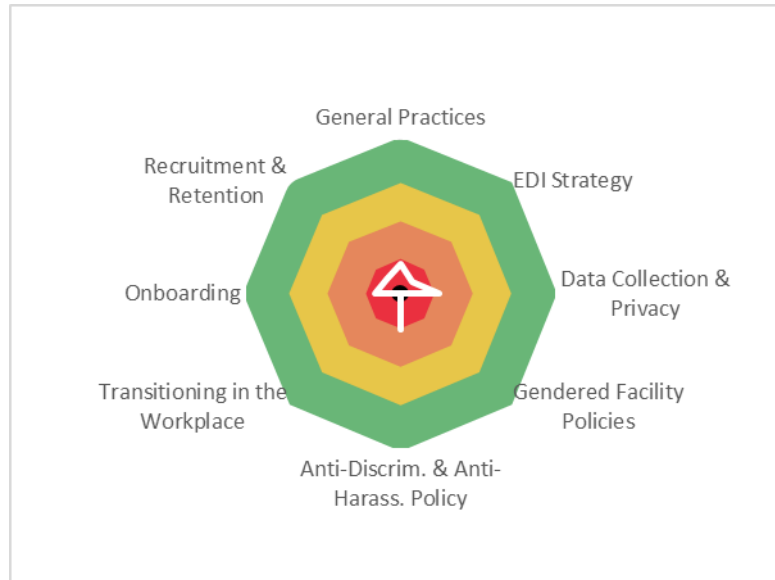 General Practices
EDI Strategy
Data Collection &
Privacy
Gendered Facility
Policies
Anti-Discrim. & Anti-
Harass. Policy
Transitioning in the
Workplace
Onboarding
Recruitment &
Retention